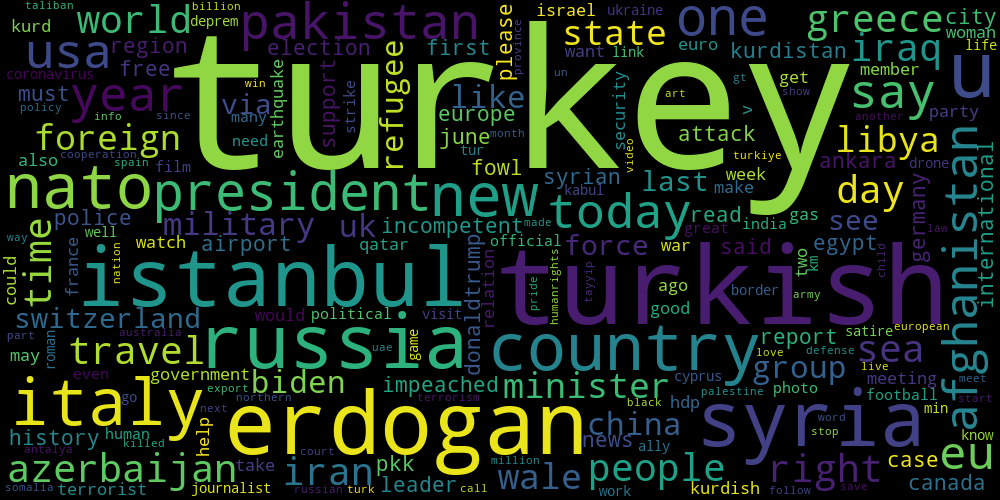 taliban
billion
world
deprem
kurd
usa
region
coronavirus
free
must
year
policy
info
since
many
via
need
win
turkey
pakistan
election
first
support
strike
earthquake
refugee
like
please
province
israel
ukraine
one
state
want
link
euro
kurdistan
greece
city
woman
iraq
life
member
u
get
say
party
gt
art
show
another
>
attack
security
europe
june
month
un
foreign
also
cooperation
spain
film
tur
fowl
video
turkiye
week
libya
ankara
drone
nato
president
new
syrian
kabul
last
make
day
germany
afghanistan
international
police
well
military
uk
incompetent
made
today
read
great
india
gas
see
law
way
could
time
france
nation
watch
airport
qatar
donaldtrump
relation
official
force
war
said
two
km
egypt
child
istanbul
turkish
pride
humanrights
tayyip
ago
good
border
army
switzerland
would
political
visit
country
report
satire
european
part
australia
roman
may
travel
russia
uae
game
love
defense
live
sea
even
government
biden
impeached
minister
group
meeting
meet
go
export
northern
terrorism
black
cyprus
palestine
photo
football
start
italy
next
help
erdogan
court
hdp
syria
word
min
history
human
killed
china
news
ally
stop
know
antalya
azerbaijan
take
iran
pkk
million
people
right
case
eu
somalia
terrorist
journalist
russian
turk
leader
call
wale
work
kurdish
follow
save
canada